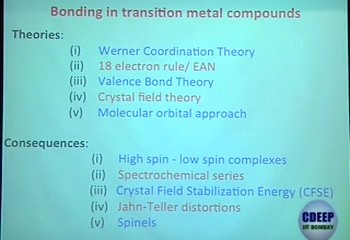 Bonding in transition metal compounds
Theories:
(i) Werner Coordination Theory
(ii) 18 electron rule/ EAN
(iii) Valence Bond Theory
(iv) Crystal field theory
(v) Molecular orbital approach
Consequences:
(i) High spin - low spin complexes
(ii) Spectrochemical series
(iii) Crystal Field Stabilization Energy (CFSE)
(iv) Jahn-Teller distortions
(v) Spinels
CDEEP
IIT BOMBAY